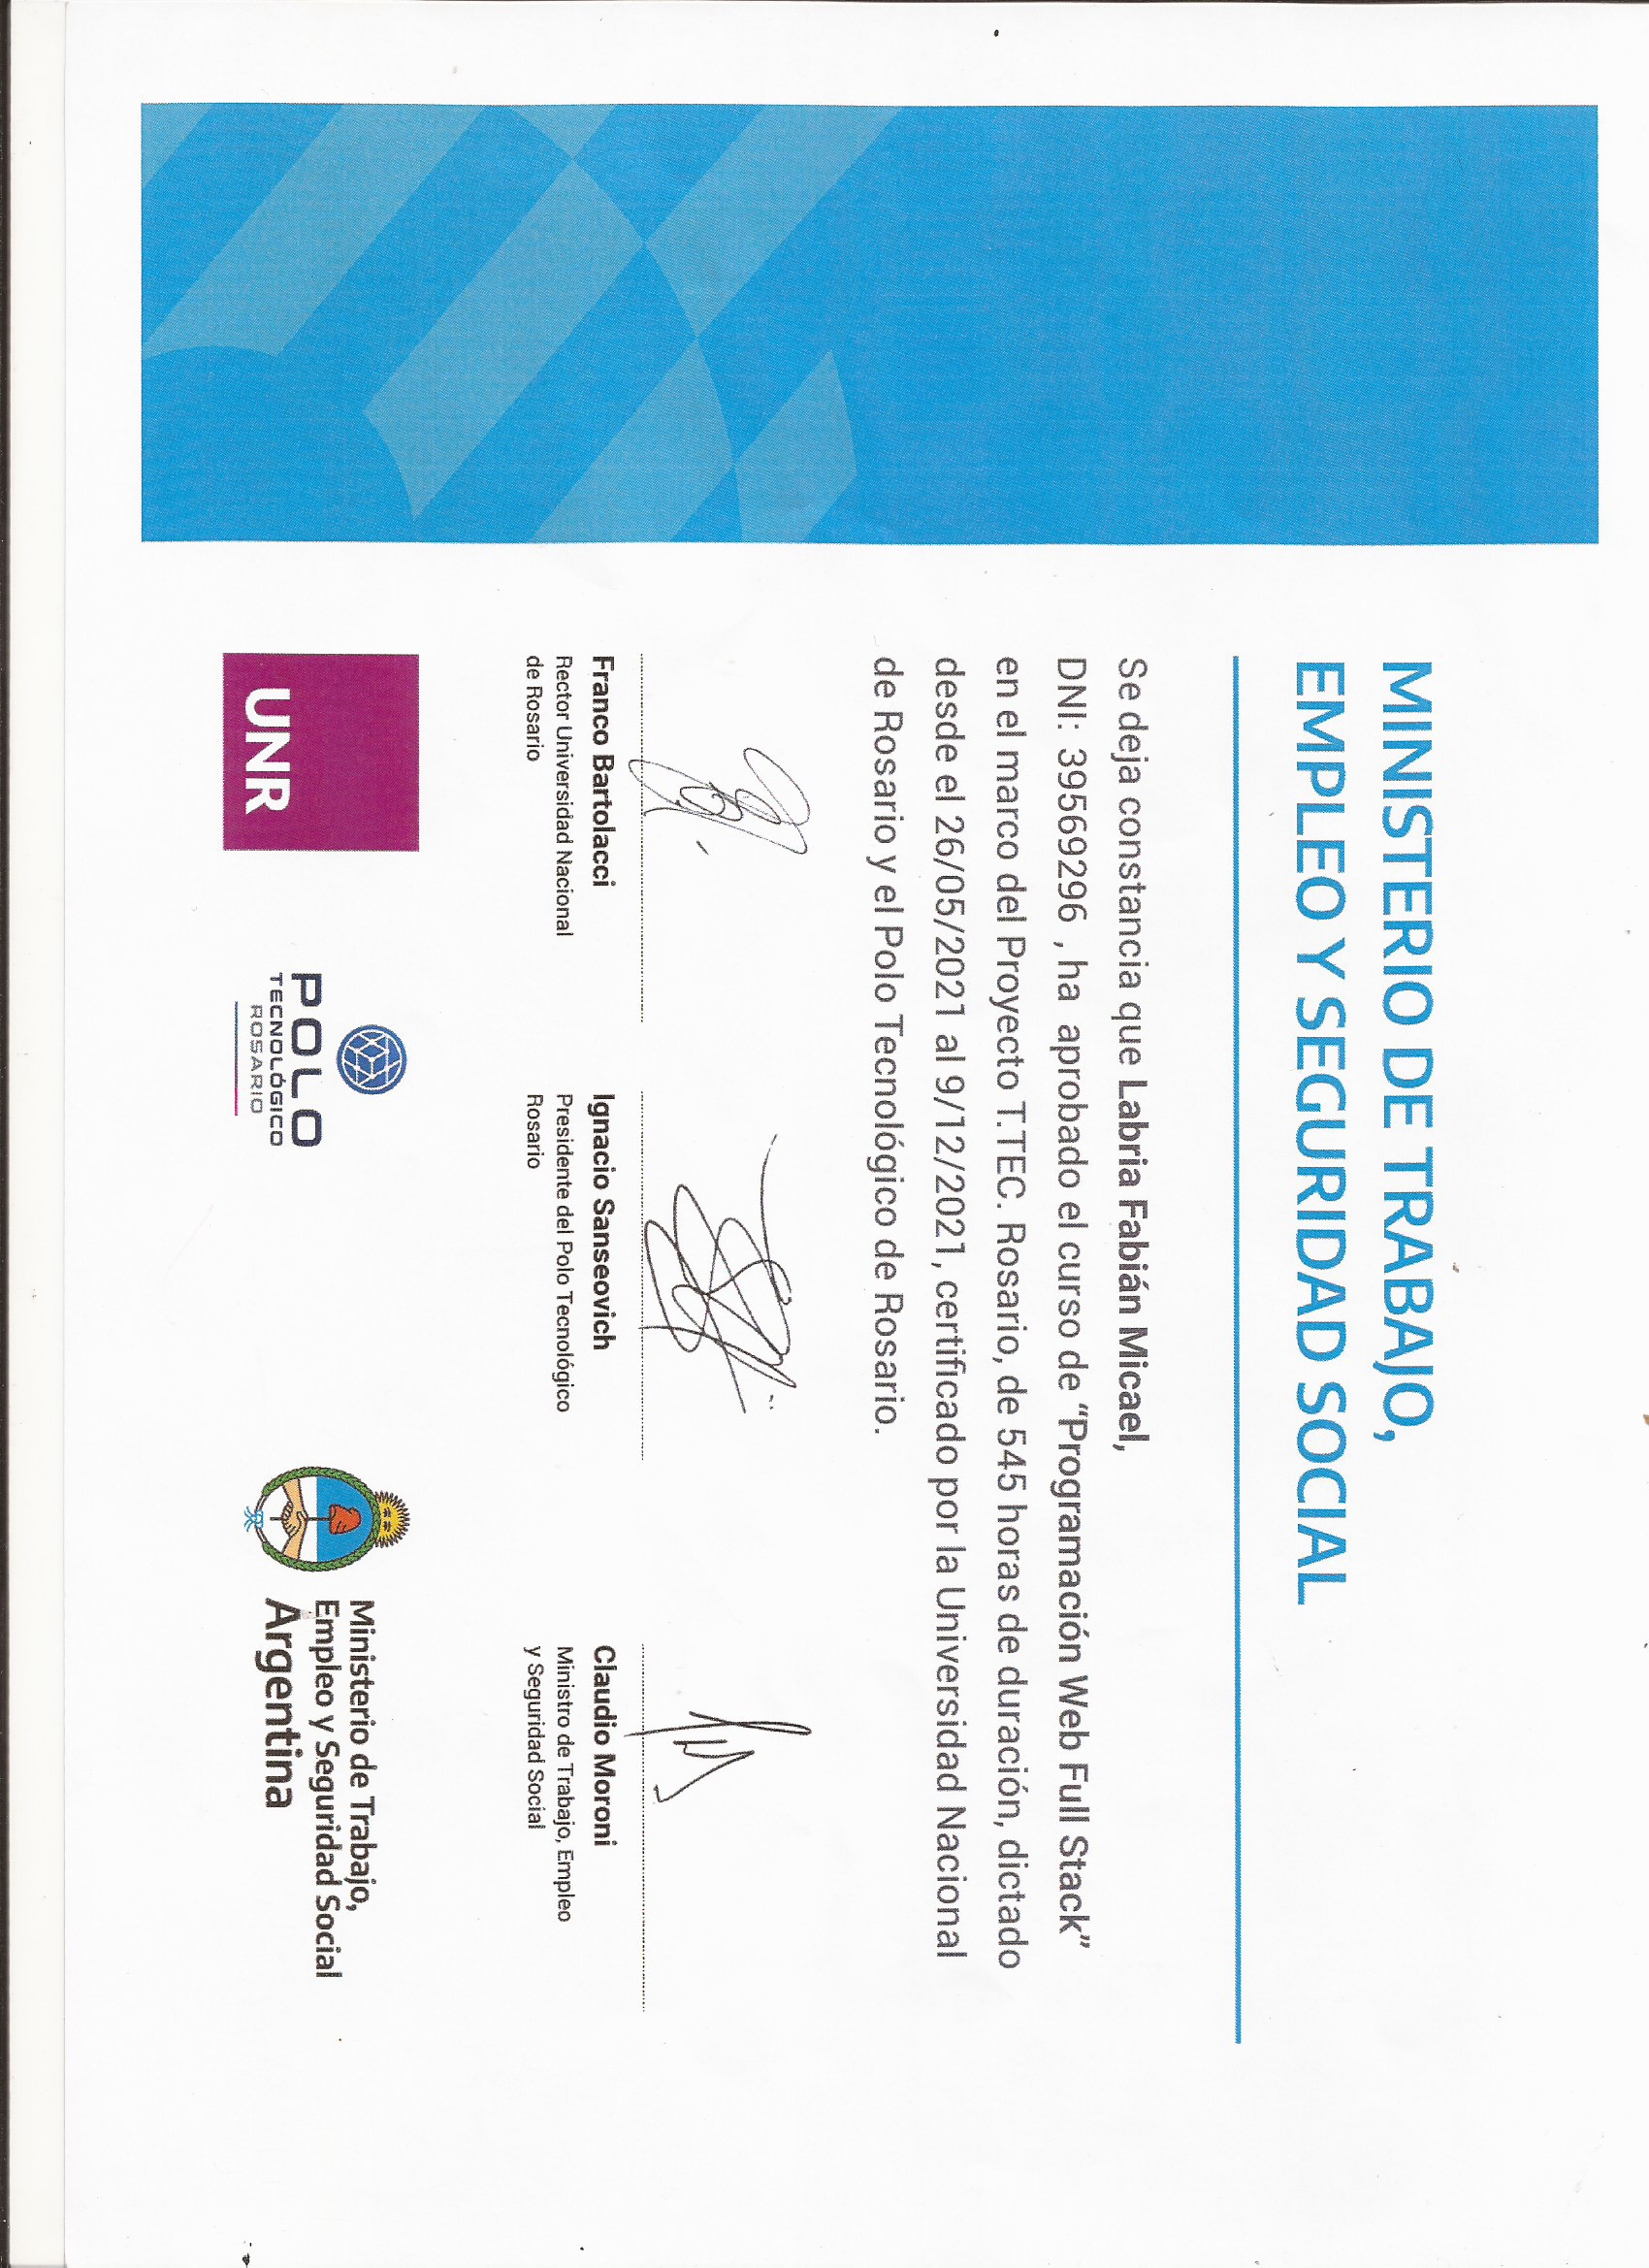 MINISTERIO DE TRABAJO,
EMPLEO Y SEGURIDAD SOCIAL
Se deja constancia que Labria Fabián Micael,
DNI: 39569296 , ha aprobado el curso de “Programación Web Full Stack”
en el marco del Proyecto T.TEC. Rosario, de 545 horas de duración, dictado
desde el 26/05/2021 al 9/12/2021, certificado por la Universidad Nacional
de Rosario y el Polo Tecnológico de Rosario.
Franco Bartolacci
Rector Universidad Nacional
de Rosario
Ignacio Sanseovich
Presidente del Polo Tecnológico
Rosario
Claudio Moroni
Ministro de Trabajo, Empleo
y Seguridad Social
UNR
POLO
TECNOLÓGICO
ROSARIO
Ministerio de Trabajo,
Empleo y Seguridad Social
Argentina